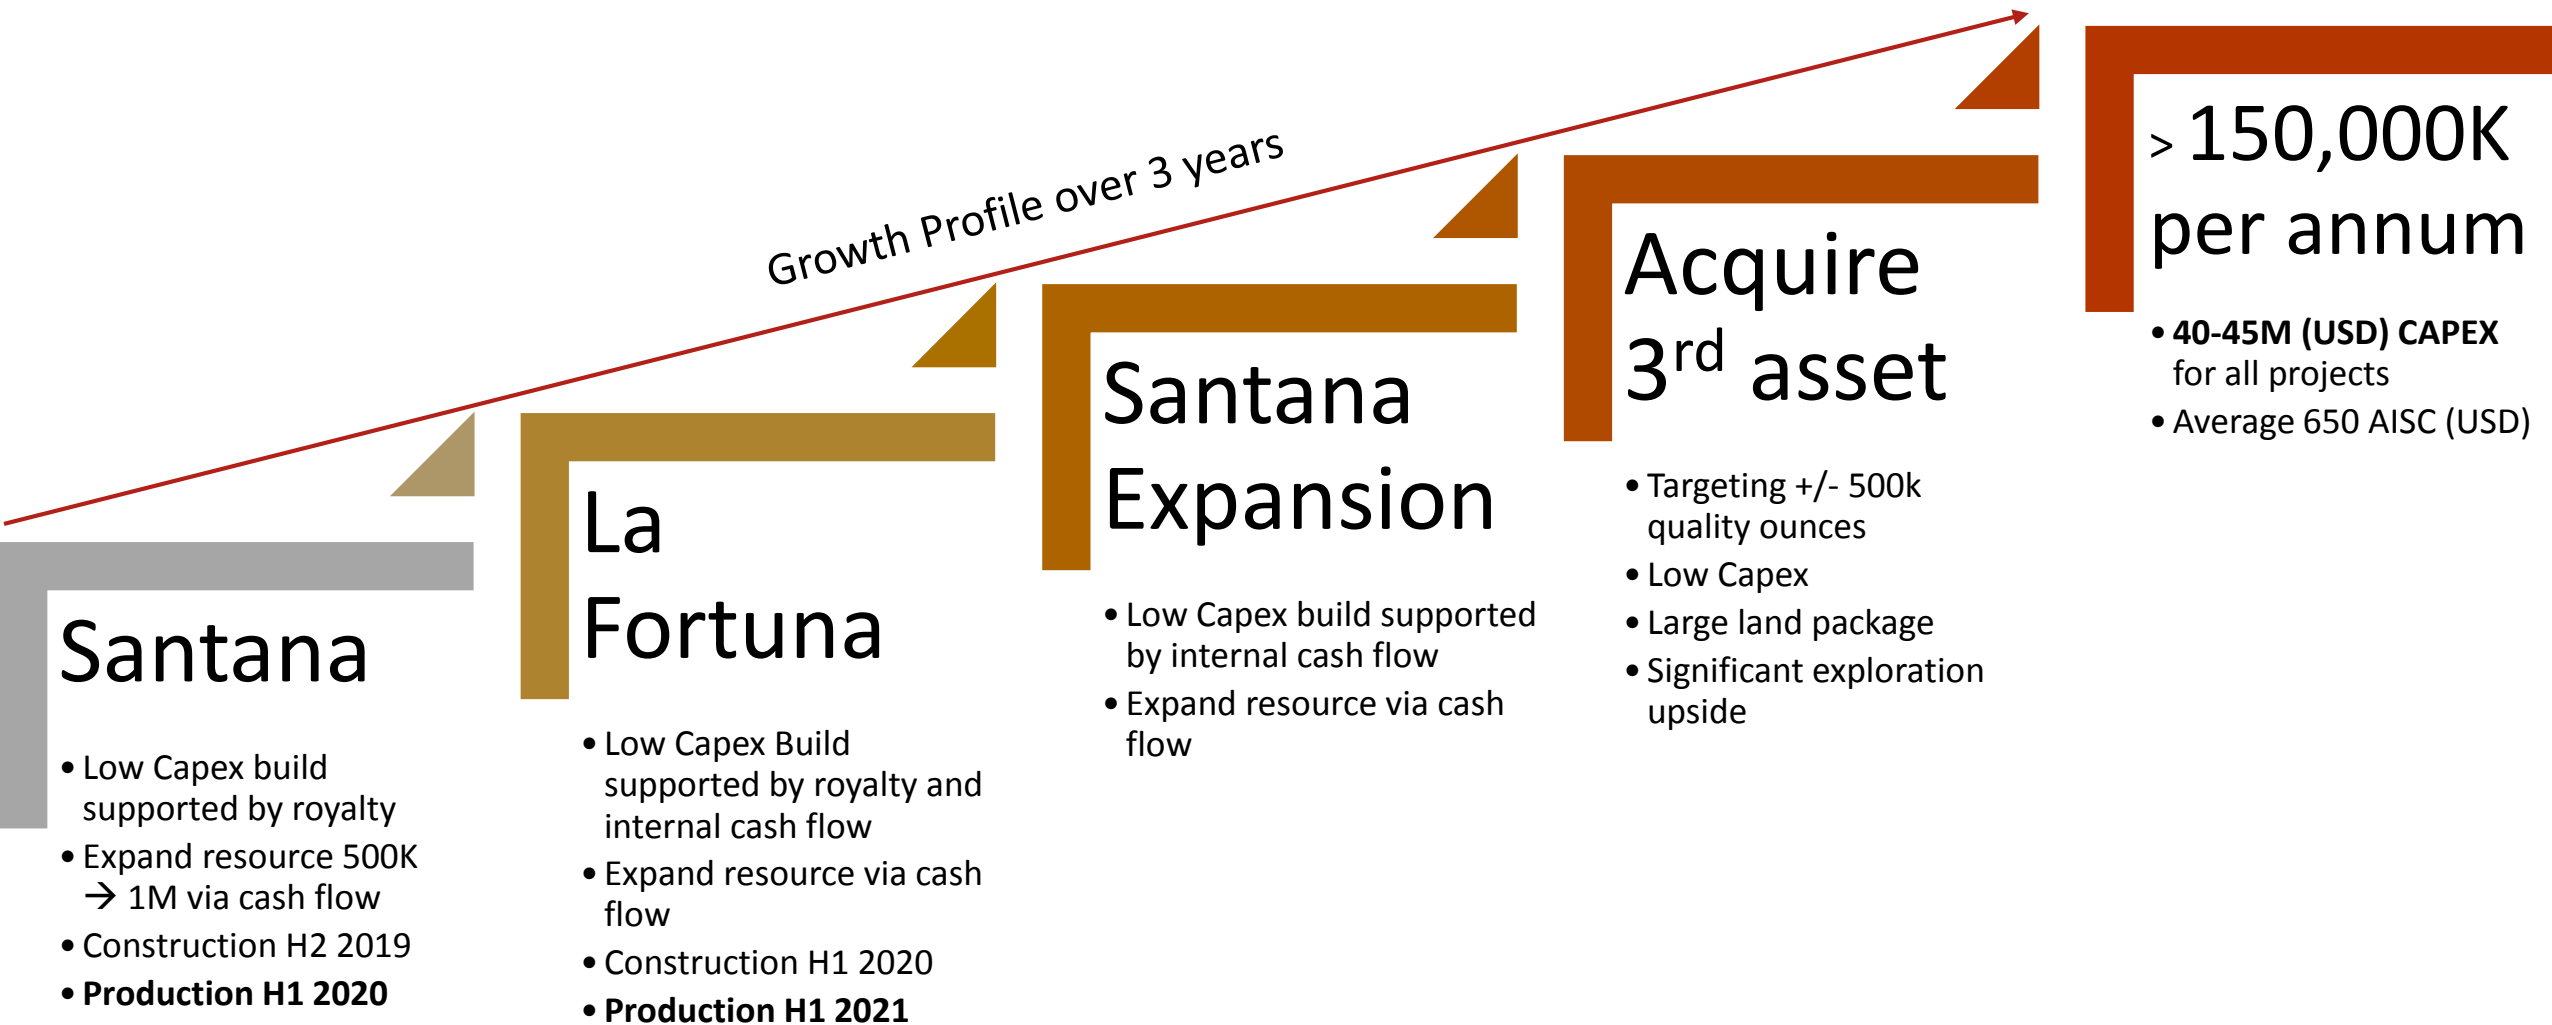 Growth Profile over 3 years
Santana
• Low Capex build
supported by royalty
• Expand resource 500K
→ 1M via cash flow
• Construction H2 2019
• Production H1 2020
La
Fortuna
• Low Capex Build
supported by royalty and
internal cash flow
• Expand resource via cash
flow
• Construction H1 2020
• Production H1 2021
Santana
Expansion
• Low Capex build supported
by internal cash flow
• Expand resource via cash
flow
Acquire
3rd asset
• Targeting +/- 500k
quality ounces
• Low Capex
• Large land package
• Significant exploration
upside
> 150,000K
per annum
• 40-45M (USD) CAPEX
for all projects
• Average 650 AISC (USD)